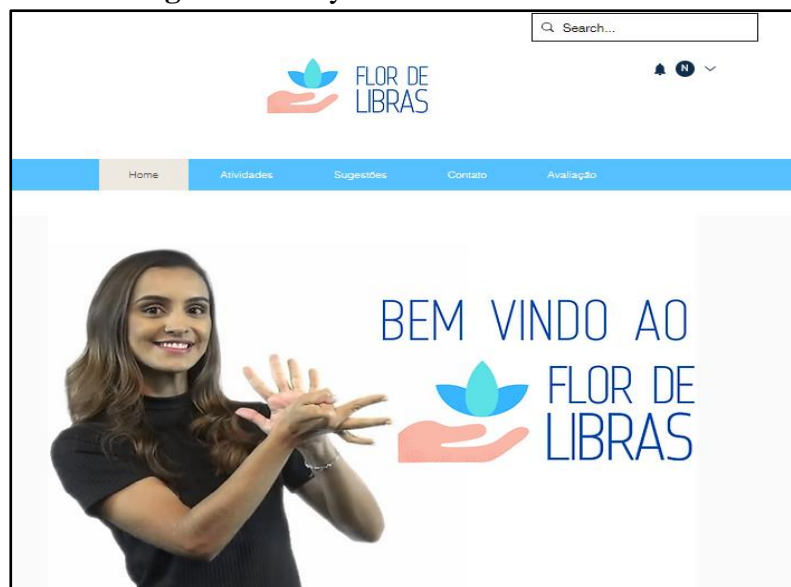 Search...
FLOR DE
LIBRAS
N
Home Atividades Sugestões Contato Avaliação
BEM VINDO AO
FLOR DE
LIBRAS